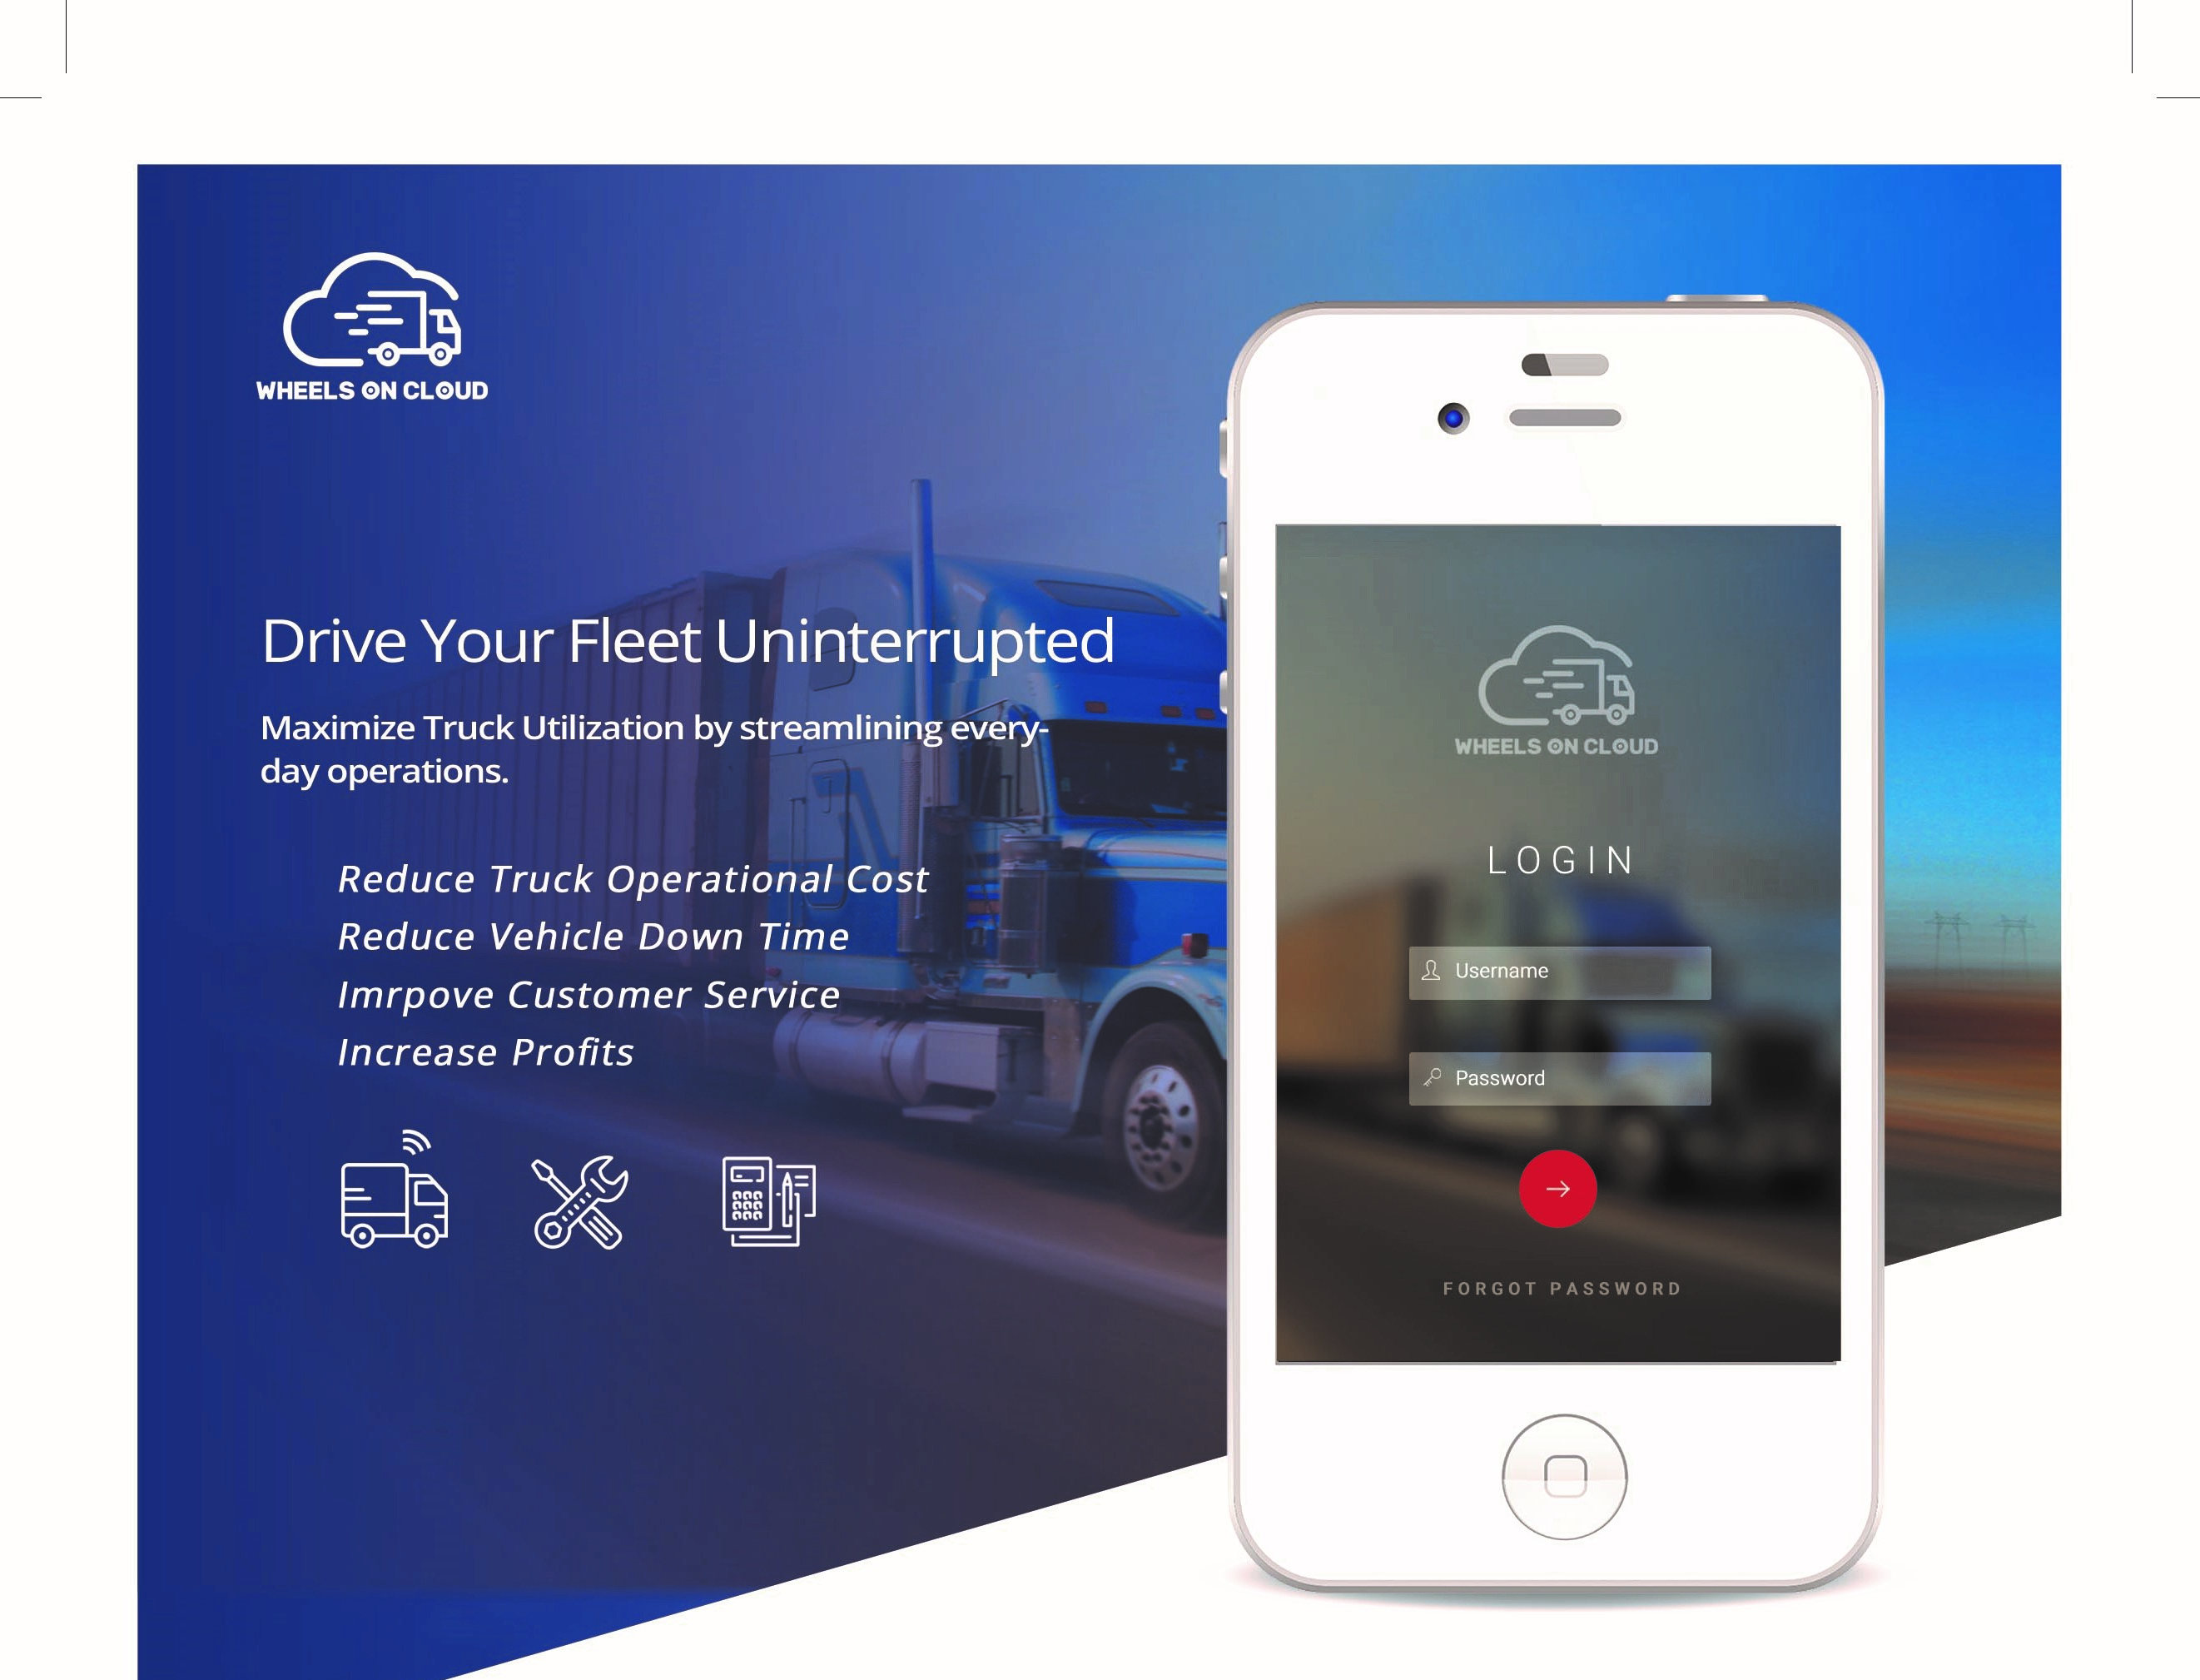 WHEELS ON CLOUD
Drive Your Fleet Uninterrupted
Maximize Truck Utilization by streamlining every-
day operations.
Reduce Truck Operational Cost
Reduce Vehicle Down Time
Imrpove Customer Service
Increase Profits
WHEELS ON CLOUD
LOGIN
Username
Password
FORGOT PASSWORD